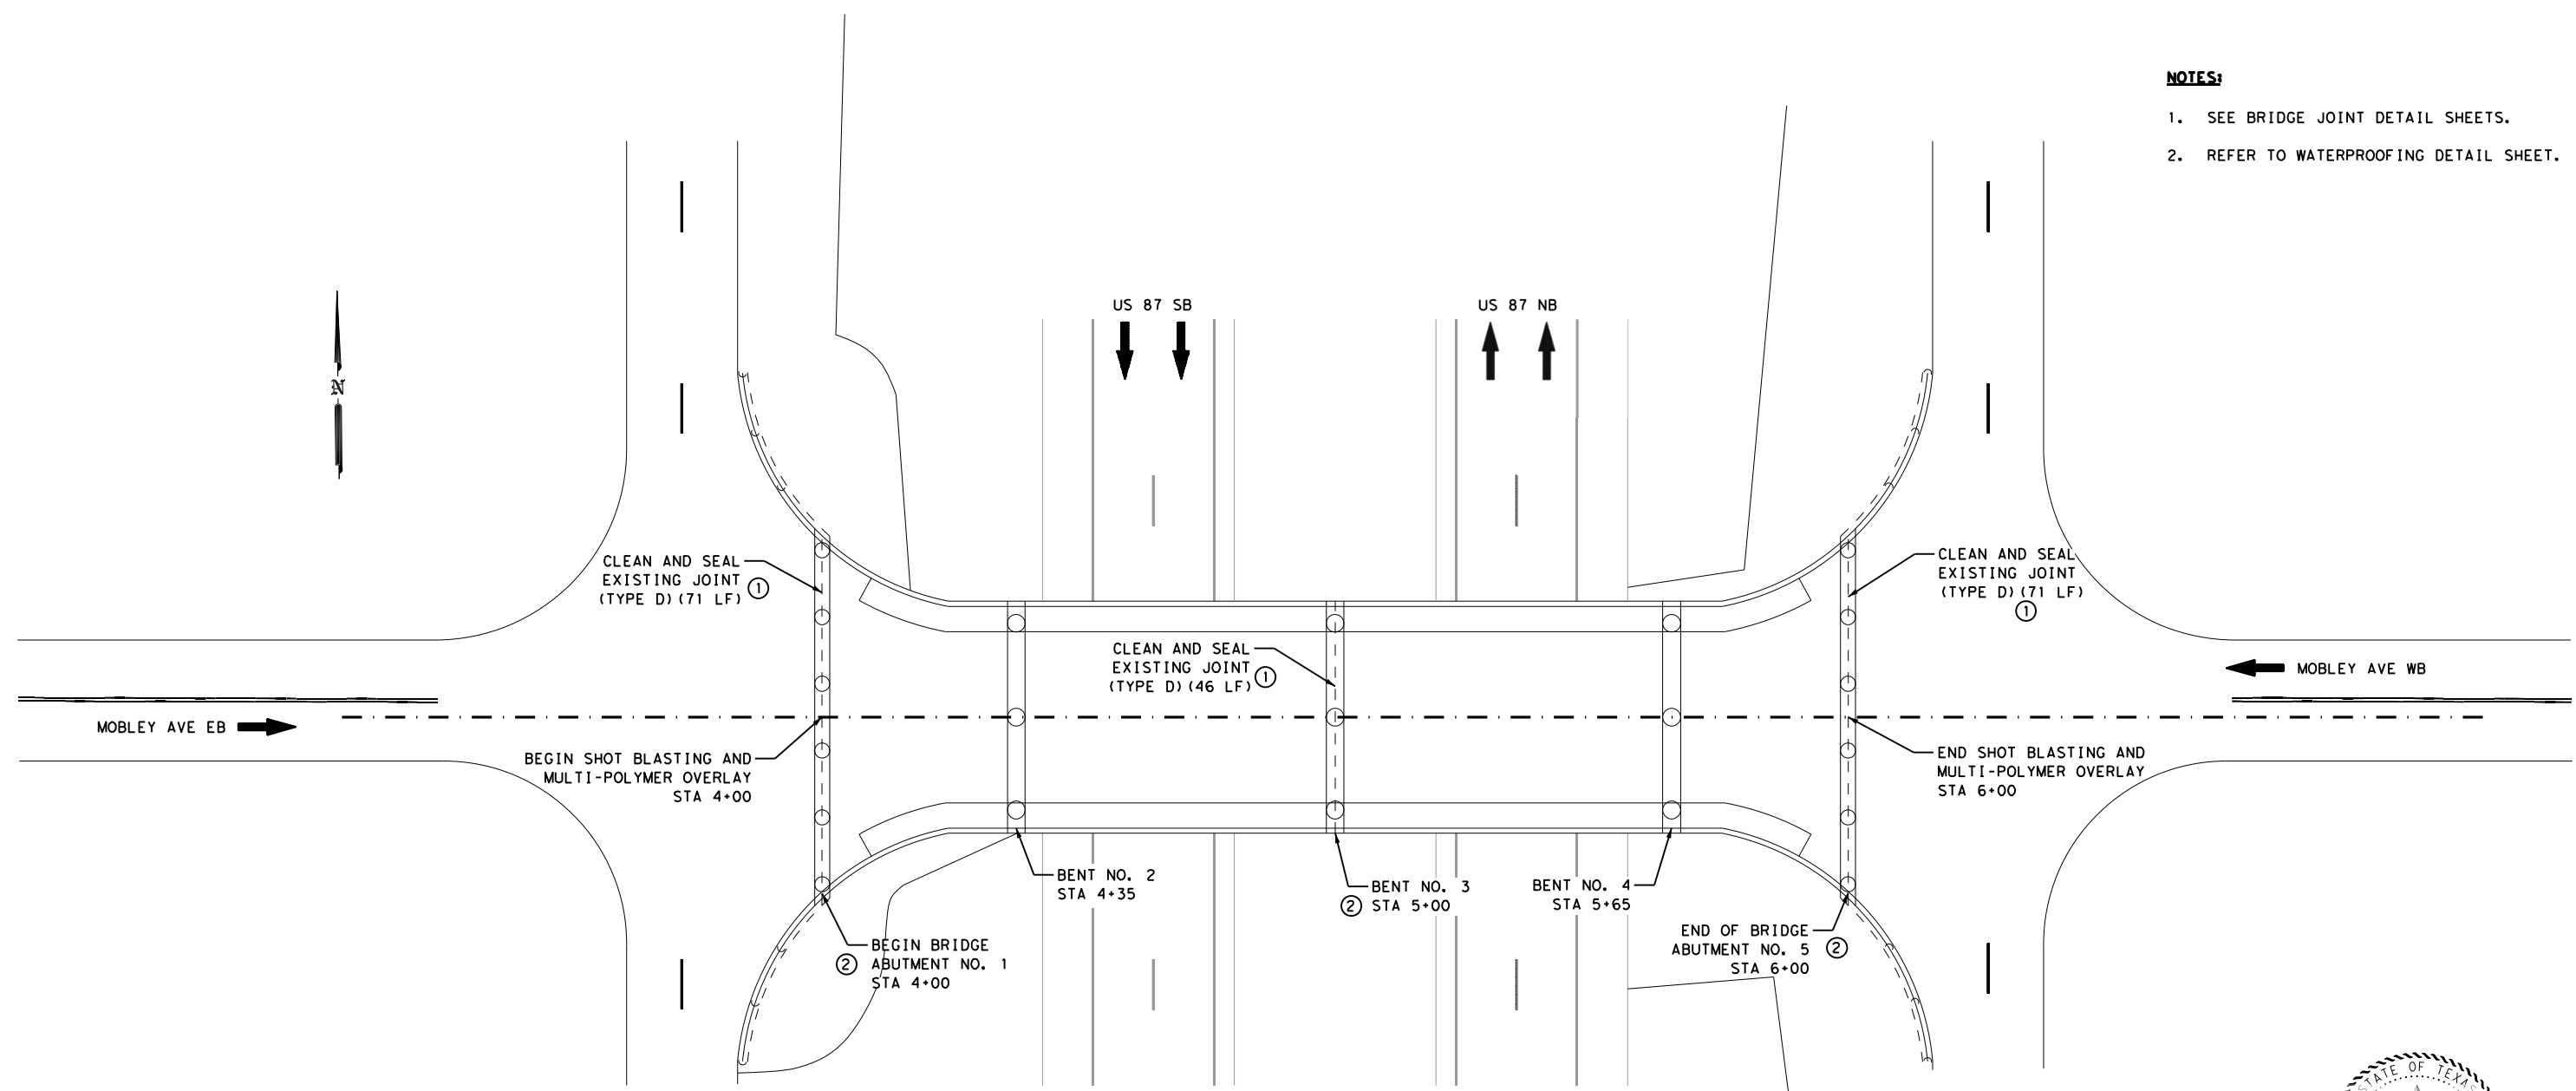 NOTES:
1. SEE BRIDGE JOINT DETAIL SHEETS.
2. REFER TO WATERPROOFING DETAIL SHEET.
US 87 SB
US 87 NB
N
CLEAN AND SEAL
EXISTING JOINT
(TYPE D) (71 LF) 1
CLEAN AND SEAL
EXISTING JOINT
(TYPE D) (71 LF)
1
CLEAN AND SEAL
EXISTING JOINT
(TYPE D) (46 LF) 1
MOBLEY AVE WB
MOBLEY AVE EB
BEGIN SHOT BLASTING AND
MULTI-POLYMER OVERLAY
STA 4+00
END SHOT BLASTING AND
MULTI-POLYMER OVERLAY
STA 6+00
BENT NO. 2
STA 4+35
BENT NO. 3
2 STA 5+00
BENT NO. 4
STA 5+65
BEGIN BRIDGE
2 ABUTMENT NO. 1
STA 4+00
END OF BRIDGE
ABUTMENT NO. 5 2
STA 6+00
STATE OF TEXAS